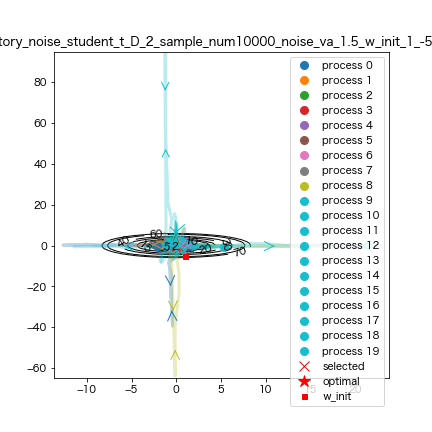 tory_noise_student_t_D_2_sample_num10000_noise_va_1.5_w_init_1_-5
80
60
40
20
0
−20
−40
−60
−10
−5
0
5
10
20
60
70
20
process 0
process 1
process 2
process 3
process 4
process 5
process 6
process 7
process 8
process 9
process 10
process 11
process 12
process 13
process 14
process 15
process 16
process 17
process 18
process 19
selected
optimal
w_init